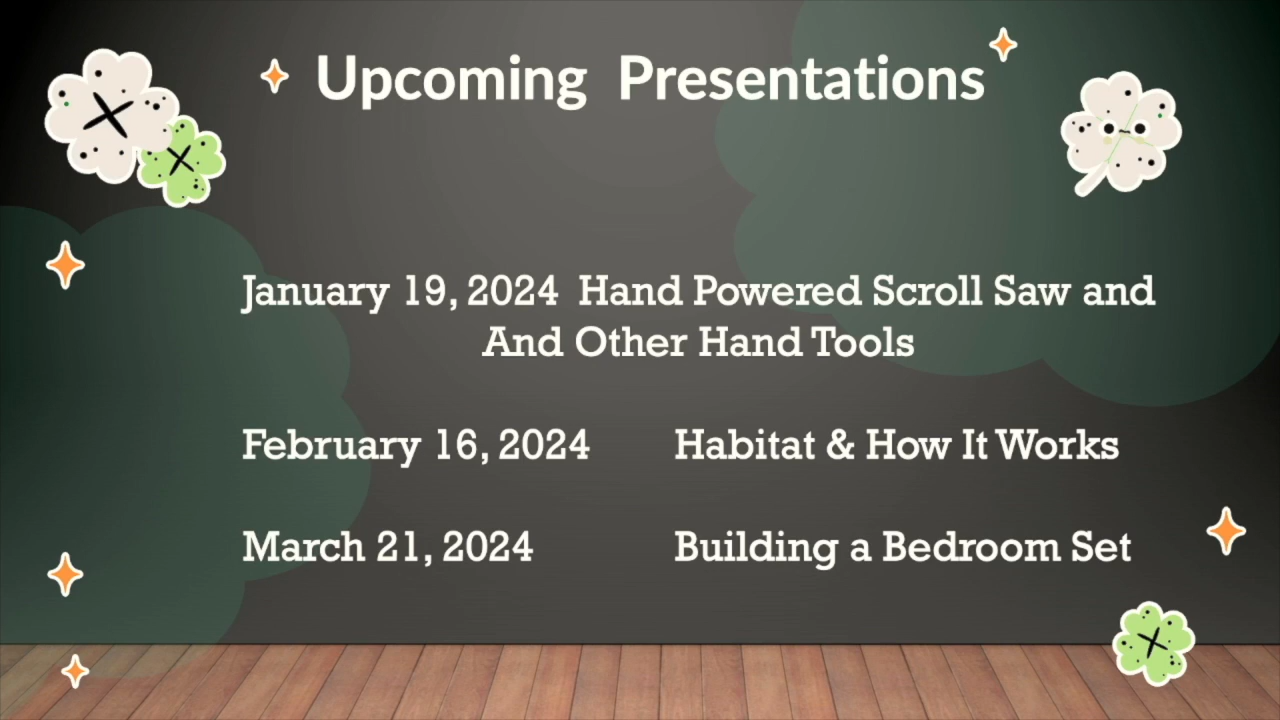 Upcoming Presentations
January 19, 2024 Hand Powered Scroll Saw and
And Other Hand Tools
February 16, 2024 Habitat & How It Works
March 21, 2024 Building a Bedroom Set